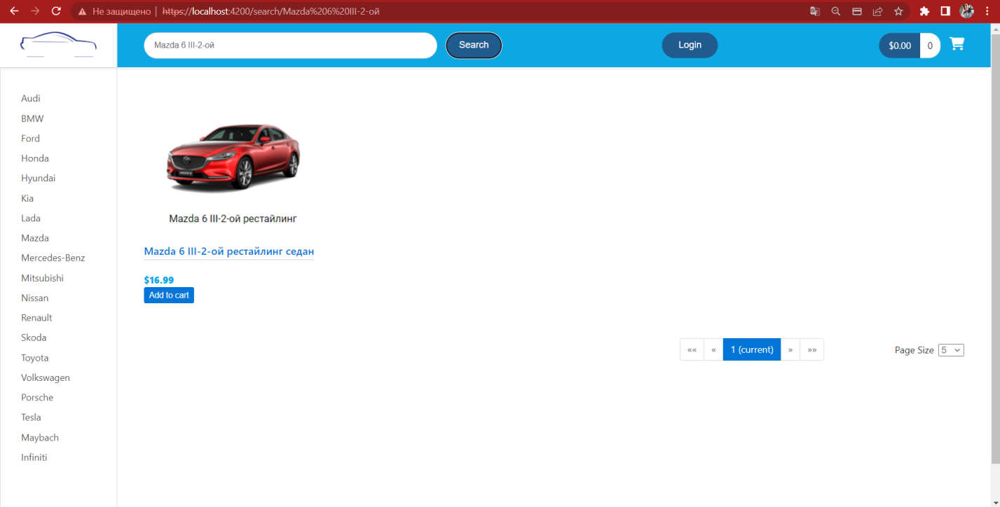 Не защищено | https://localhost:4200/search/Mazda%206%20III-2-ой
Mazda 6 III-2-ой
Search
Login
$0.00 0
Audi
BMW
Ford
Honda
Hyundai
Kia
Lada
Mazda
Mercedes-Benz
Mitsubishi
Nissan
Renault
Skoda
Toyota
Volkswagen
Porsche
Tesla
Maybach
Infiniti
Mazda 6 III-2-ой рестайлинг
Mazda 6 III-2-ой рестайлинг седан
$16.99
Add to cart
«« « 1 (current) » »»
Page Size 5